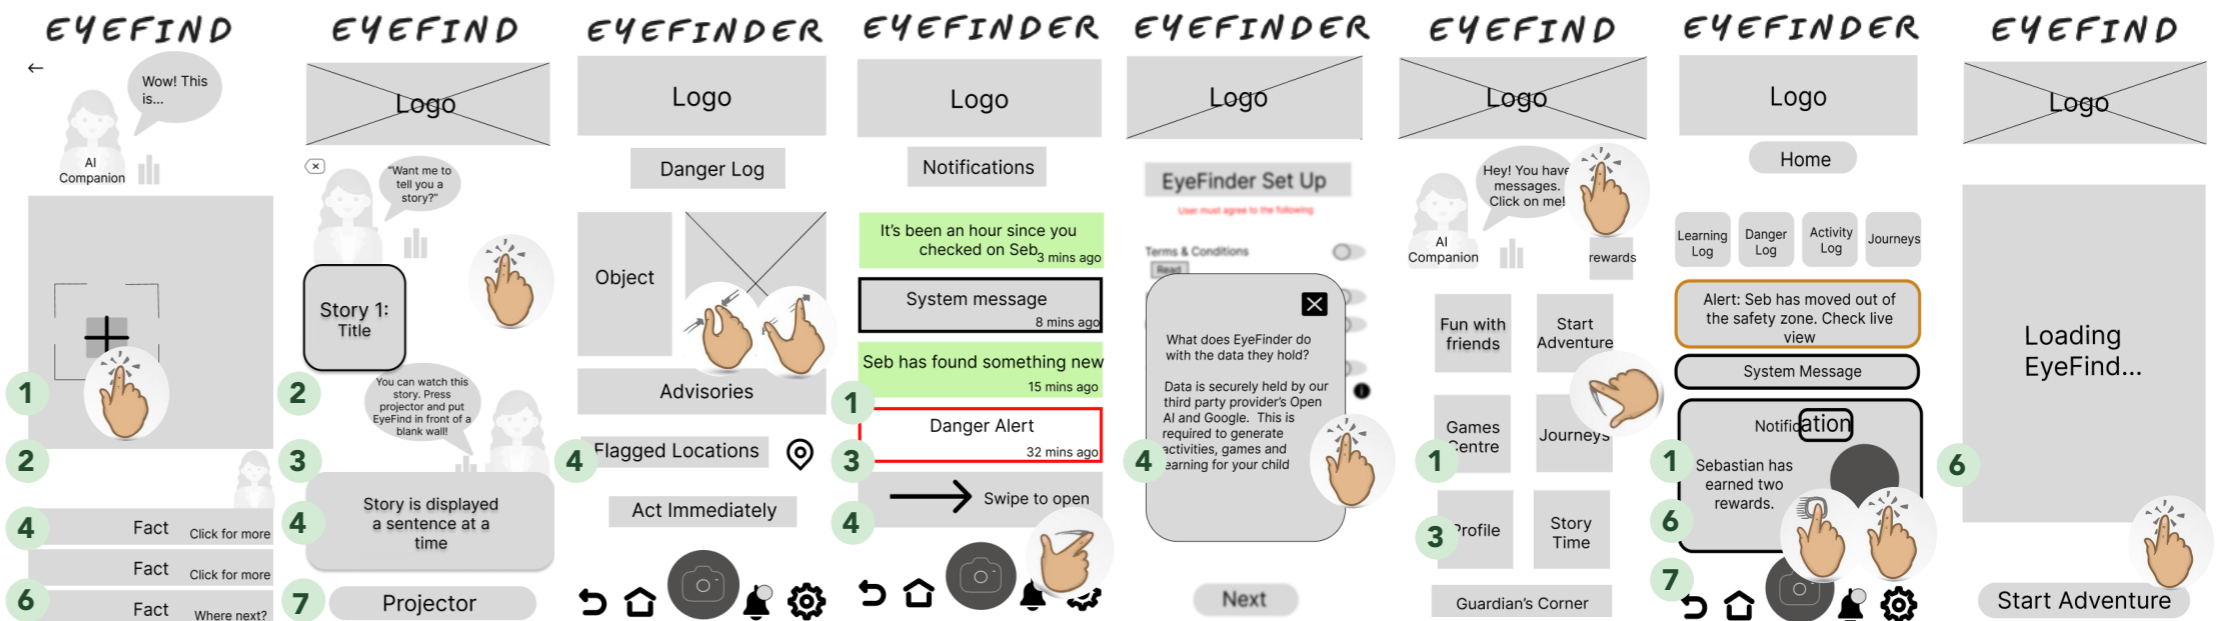 EYEFIND
Wow! This
is...
AI
Companion
1
2
4
Fact Click for more
Fact Click for more
6
Fact Where next?
EYEFIND
Logo
"Want me to
tell you a
story?"
Story 1:
Title
2
You can watch this
story. Press
projector and put
EyeFind in front of a
blank wall!
3
4
Story is displayed
a sentence at a
time
7
Projector
EYEFINDER
Logo
Danger Log
Object
Advisories
4
Flagged Locations
Act Immediately
EYEFINDER
Logo
Notifications
It's been an hour since you
checked on Seb
3 mins ago
System message
8 mins ago
Seb has found something new
15 mins ago
1
Danger Alert
32 mins ago
3
Swipe to open
4
EYEFINDER
Logo
EyeFinder Set Up
User must agree to the following
Terms & Conditions
Read
What does EyeFinder do
with the data they hold?
Data is securely held by our
third party provider's Open
AI and Google. This is
required to generate
activities, games and
learning for your child
4
Next
EYEFIND
Logo
Hey! You have
messages.
Click on me!
AI
Companion
rewards
Fun with
friends
Start
Adventure
Games
Centre
Journeys
1
3
Profile
Story
Time
Guardian's Corner
EYEFINDER
Logo
Home
Learning
Log
Danger
Log
Activity
Log
Journeys
Alert: Seb has moved out of
the safety zone. Check live
view
System Message
Notification
1
Sebastian has
earned two
rewards.
6
7
EYEFIND
Logo
Loading
EyeFind...
6
Start Adventure